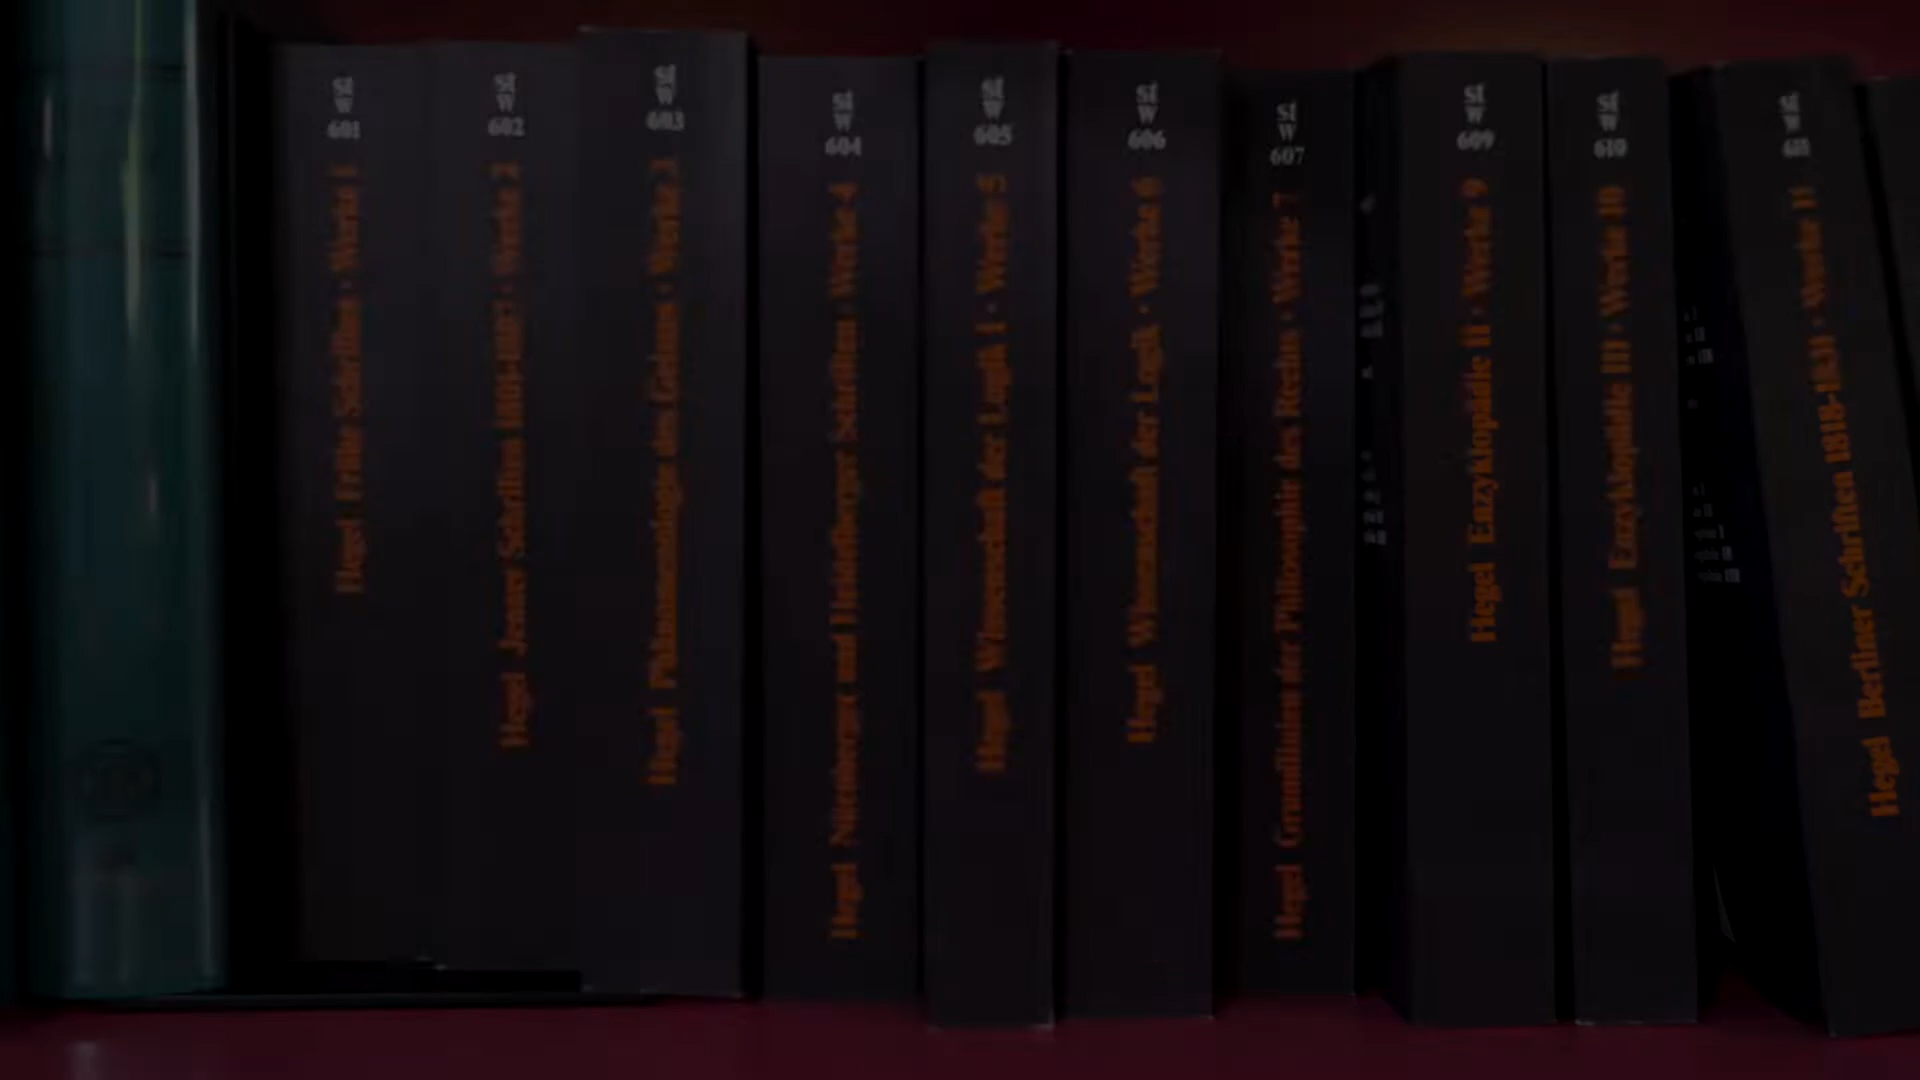 st
w
601
Hegel Frühe Schriften · Werke 1
st
w
602
Hegel Jenaer Schriften 1801-1807 · Werke 2
st
w
603
Hegel Phänomenologie des Geistes · Werke 3
st
w
604
Hegel Nürnberger und Heidelberger Schriften · Werke 4
st
w
605
Hegel Wissenschaft der Logik I · Werke 5
st
w
606
Hegel Wissenschaft der Logik · Werke 6
st
w
607
Hegel Grundlinien der Philosophie des Rechts · Werke 7
st
w
609
Hegel Enzyklopädie II · Werke 9
st
w
610
Hegel Enzyklopädie III · Werke 10
st
w
611
Hegel Berliner Schriften 1818-1831 · Werke 11